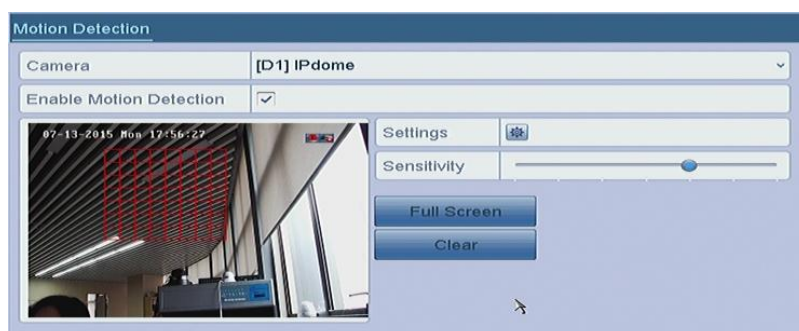 Motion Detection
Camera [D1] IPdome
Enable Motion Detection
07-13-2015 Mon 17:56:27
Settings
Sensitivity
Full Screen
Clear